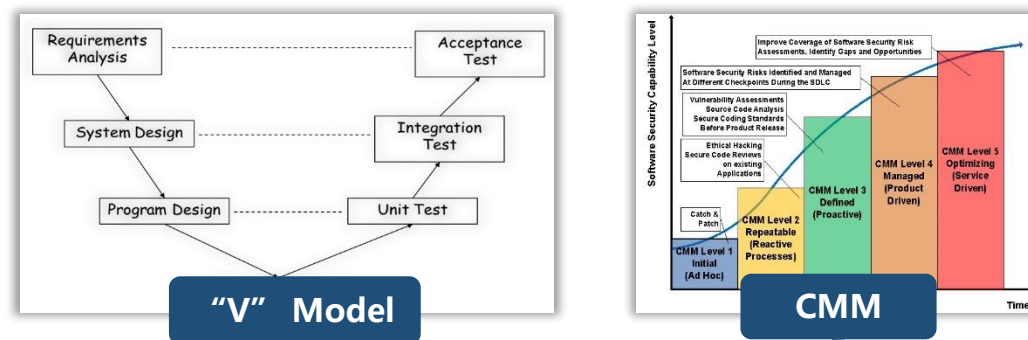 Requirements
Analysis
Acceptance
Test
System Design
Integration
Test
Program Design
Unit Test
“V” Model
Software Security Capability Level
Improve Coverage of Software Security Risk
Assessments, Identify Gaps and Opportunities
Software Security Risks Identified and Managed
At Different Checkpoints During the SDLC
Vulnerability Assessments
Source Code Analysis
Secure Coding Standards
Before Product Release
Ethical Hacking
Secure Code Reviews
on existing
Applications
Catch &
Patch
CMM Level 1
Initial
(Ad Hoc)
CMM Level 2
Repeatable
(Reactive
Processes)
CMM Level 3
Defined
(Proactive)
CMM Level 4
Managed
(Product
Driven)
CMM Level 5
Optimizing
(Service
Driven)
Time
CMM